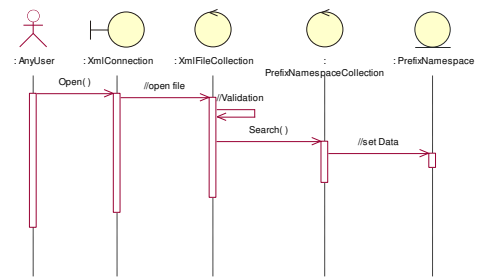 : AnyUser
: XmlConnection
: XmlFileCollection
:
PrefixNamespaceCollection
: PrefixNamespace
Open( )
//open file
//Validation
Search( )
//set Data